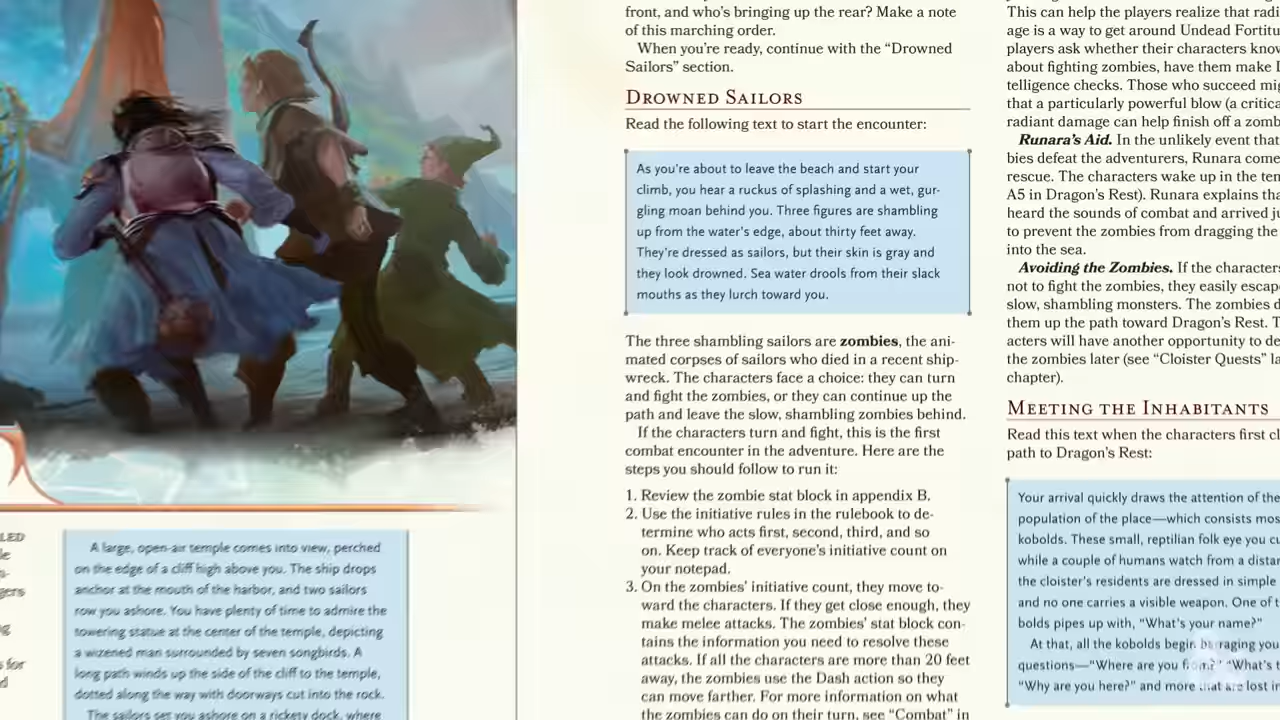 LED
le
n-
gers
ng
s for
d
A large, open-air temple comes into view, perched
on the edge of a cliff high above you. The ship drops
anchor at the mouth of the harbor, and two sailors
row you ashore. You have plenty of time to admire the
towering statue at the center of the temple, depicting
a wizened man surrounded by seven songbirds. A
long path winds up the side of the cliff to the temple,
dotted along the way with doorways cut into the rock.
The sailors set you ashore on a rickety dock, where
front, and who's bringing up the rear? Make a note
of this marching order.
When you're ready, continue with the “Drowned
Sailors” section.
Drowned Sailors
Read the following text to start the encounter:
As you're about to leave the beach and start your
climb, you hear a ruckus of splashing and a wet, gur-
gling moan behind you. Three figures are shambling
up from the water's edge, about thirty feet away.
They're dressed as sailors, but their skin is gray and
they look drowned. Sea water drools from their slack
mouths as they lurch toward you.
The three shambling sailors are zombies, the ani-
mated corpses of sailors who died in a recent ship-
wreck. The characters face a choice: they can turn
and fight the zombies, or they can continue up the
path and leave the slow, shambling zombies behind.
If the characters turn and fight, this is the first
combat encounter in the adventure. Here are the
steps you should follow to run it:
1. Review the zombie stat block in appendix B.
2. Use the initiative rules in the rulebook to de-
termine who acts first, second, third, and so
on. Keep track of everyone's initiative count on
your notepad.
3. On the zombies' initiative count, they move to-
ward the characters. If they get close enough, they
make melee attacks. The zombies' stat block con-
tains the information you need to resolve these
attacks. If all the characters are more than 20 feet
away, the zombies use the Dash action so they
can move farther. For more information on what
the zombies can do on their turn, see “Combat” in
This can help the players realize that radi
age is a way to get around Undead Fortitu
players ask whether their characters know
about fighting zombies, have them make I
telligence checks. Those who succeed mig
that a particularly powerful blow (a critica
radiant damage can help finish off a zomb
Runara's Aid. In the unlikely event that
bies defeat the adventurers, Runara come
rescue. The characters wake up in the tem
A5 in Dragon's Rest). Runara explains tha
heard the sounds of combat and arrived ju
to prevent the zombies from dragging the
into the sea.
Avoiding the Zombies. If the characters
not to fight the zombies, they easily escape
slow, shambling monsters. The zombies d
them up the path toward Dragon's Rest. T
acters will have another opportunity to de
the zombies later (see “Cloister Quests” la
chapter).
Meeting the Inhabitants
Read this text when the characters first cl
path to Dragon's Rest:
Your arrival quickly draws the attention of the
population of the place—which consists mos
kobolds. These small, reptilian folk eye you cu
while a couple of humans watch from a distan
the cloister's residents are dressed in simple
and no one carries a visible weapon. One of t
bolds pipes up with, “What's your name?”
At that, all the kobolds begin barraging you
questions—“Where are you from?” “What's t
“Why are you here?” and more that are lost in